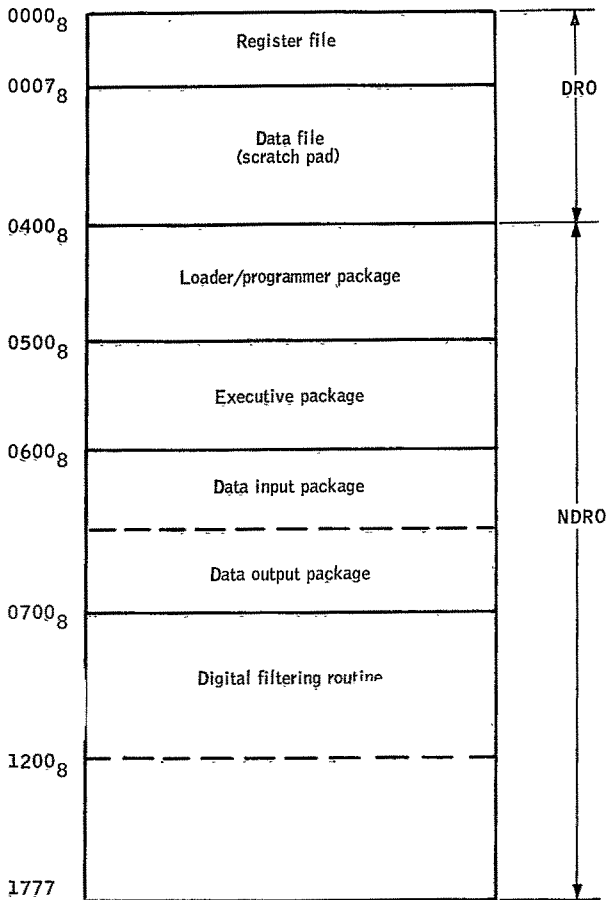 0000₈
Register file
0007₈
DRO
Data file
(scratch pad)
0400₈
Loader/programmer package
0500₈
Executive package
0600₈
Data input package
NDRO
Data output package
0700₈
Digital filtering routine
1200₈
1777